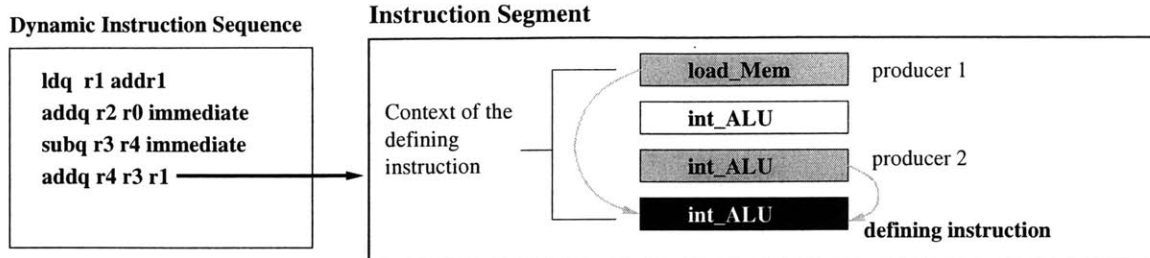 Dynamic Instruction Sequence
ldq r1 addr1
addq r2 r0 immediate
subq r3 r4 immediate
addq r4 r3 r1
Instruction Segment
Context of the
defining
instruction
load_Mem
producer 1
int_ALU
int_ALU
producer 2
int_ALU
defining instruction